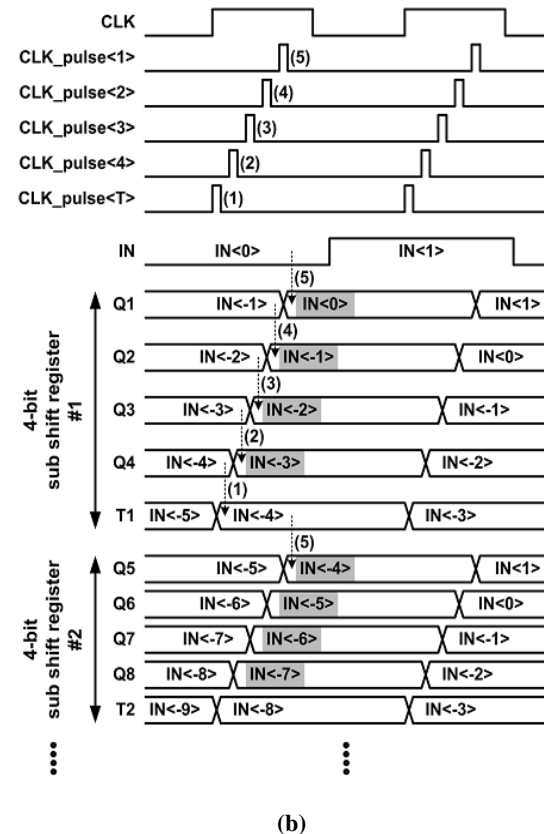 CLK
CLK_pulse<1> (5)
CLK_pulse<2> (4)
CLK_pulse<3> (3)
CLK_pulse<4> (2)
CLK_pulse<T> (1)
IN IN<0> IN<1>
(5)
Q1 IN<-1> IN<0> IN<1>
(4)
Q2 IN<-2> IN<-1> IN<0>
(3)
Q3 IN<-3> IN<-2> IN<-1>
(2)
Q4 IN<-4> IN<-3> IN<-2>
(1)
T1 IN<-5> IN<-4> IN<-3>
4-bit
sub shift register
#1
(5)
Q5 IN<-5> IN<-4> IN<1>
Q6 IN<-6> IN<-5> IN<0>
Q7 IN<-7> IN<-6> IN<-1>
Q8 IN<-8> IN<-7> IN<-2>
T2 IN<-9> IN<-8> IN<-3>
4-bit
sub shift register
#2
(b)